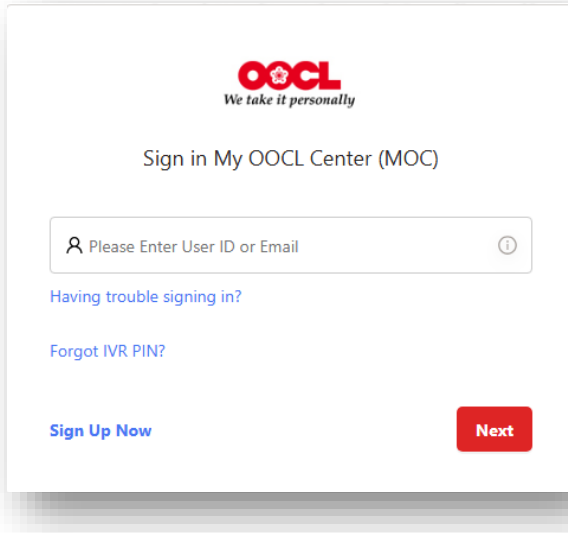 OOCL
We take it personally
Sign in My OOCL Center (MOC)
Please Enter User ID or Email
Having trouble signing in?
Forgot IVR PIN?
Sign Up Now
Next